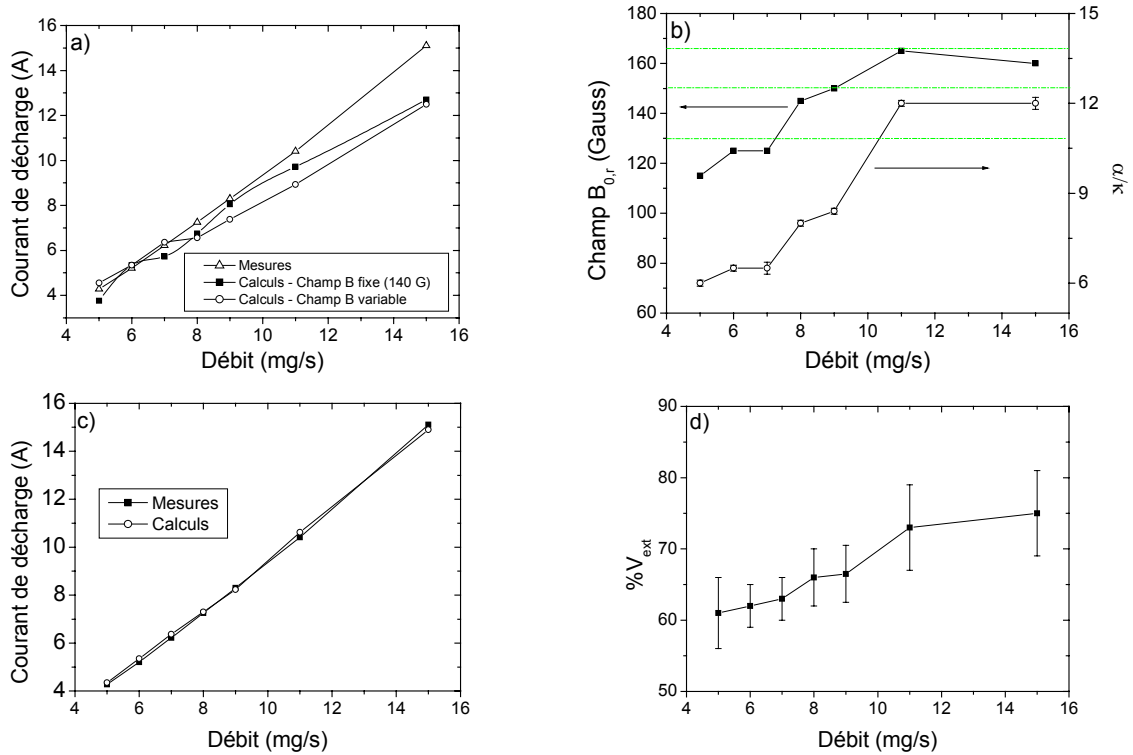 a)
Courant de décharge (A)
16
14
12
10
8
6
4
Mesures
Calculs - Champ B fixe (140 G)
Calculs - Champ B variable
4 6 8 10 12 14 16
Débit (mg/s)
b)
Champ B0,r (Gauss)
180
160
140
120
100
80
60
15
12
9
6
α/κ
4 6 8 10 12 14 16
Débit (mg/s)
c)
Courant de décharge (A)
16
14
12
10
8
6
4
Mesures
Calculs
4 6 8 10 12 14 16
Débit (mg/s)
d)
%Vext
90
80
70
60
50
4 6 8 10 12 14 16
Débit (mg/s)